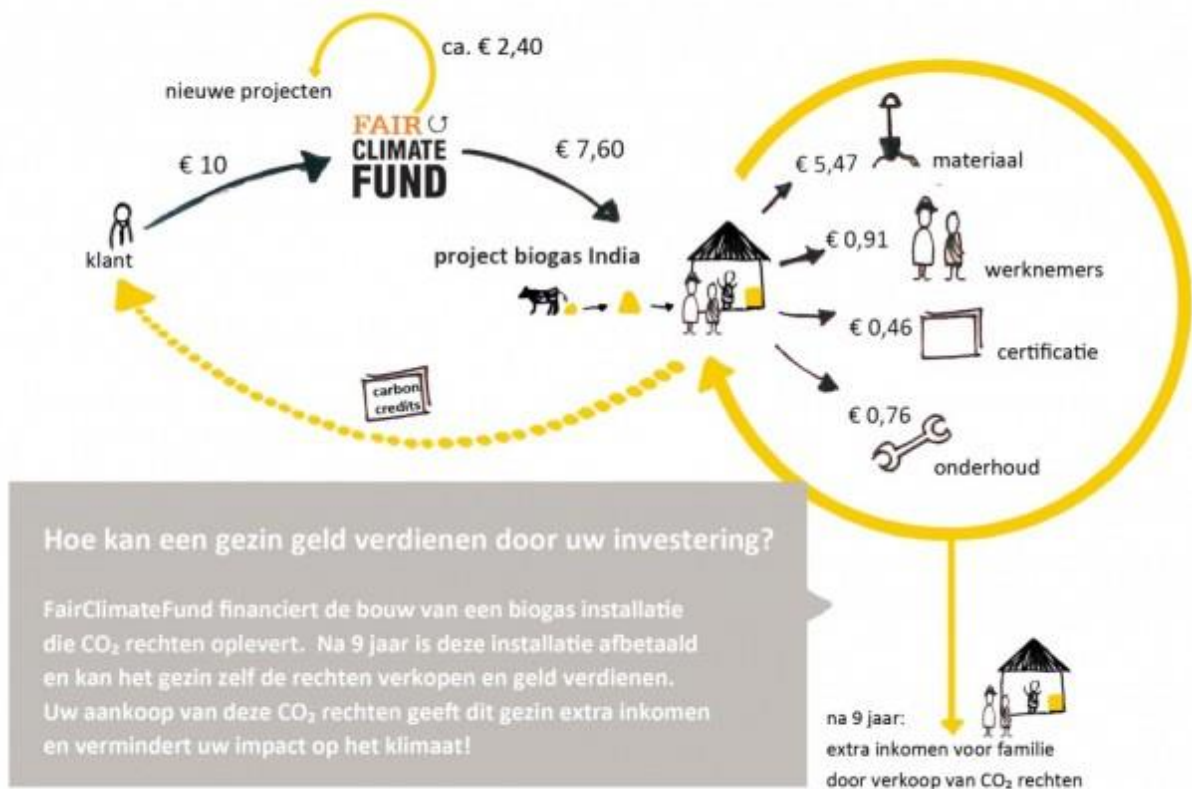 ca. € 2,40
nieuwe projecten
FAIR
CLIMATE
FUND
€ 10
€ 7,60
klant
project biogas India
carbon
credits
€ 5,47
materiaal
€ 0,91
werknemers
€ 0,46
certificatie
€ 0,76
onderhoud
Hoe kan een gezin geld verdienen door uw investering?
FairClimateFund financiert de bouw van een biogas installatie
die CO₂ rechten oplevert. Na 9 jaar is deze installatie afbetaald
en kan het gezin zelf de rechten verkopen en geld verdienen.
Uw aankoop van deze CO₂ rechten geeft dit gezin extra inkomen
en vermindert uw impact op het klimaat!
na 9 jaar:
extra inkomen voor familie
door verkoop van CO₂ rechten